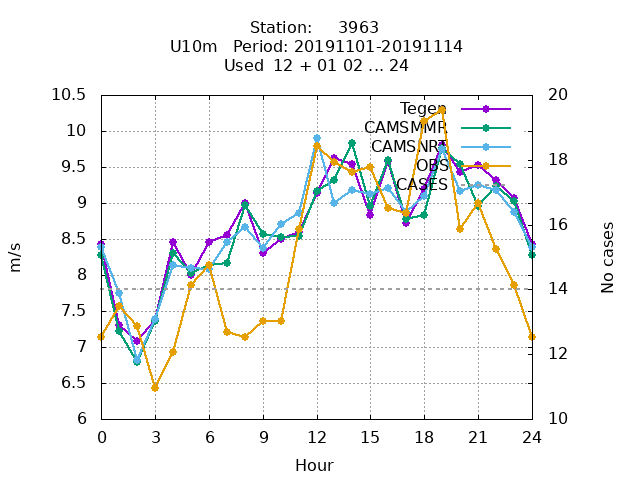 Station: 3963
U10m Period: 20191101-20191114
Used 12 + 01 02 ... 24
10.5
10
9.5
9
8.5
8
7.5
7
6.5
6
m/s
20
18
16
14
12
10
No cases
Tegen
CAMSMMR
CAMSNRT
OBS
CASES
0 3 6 9 12 15 18 21 24
Hour